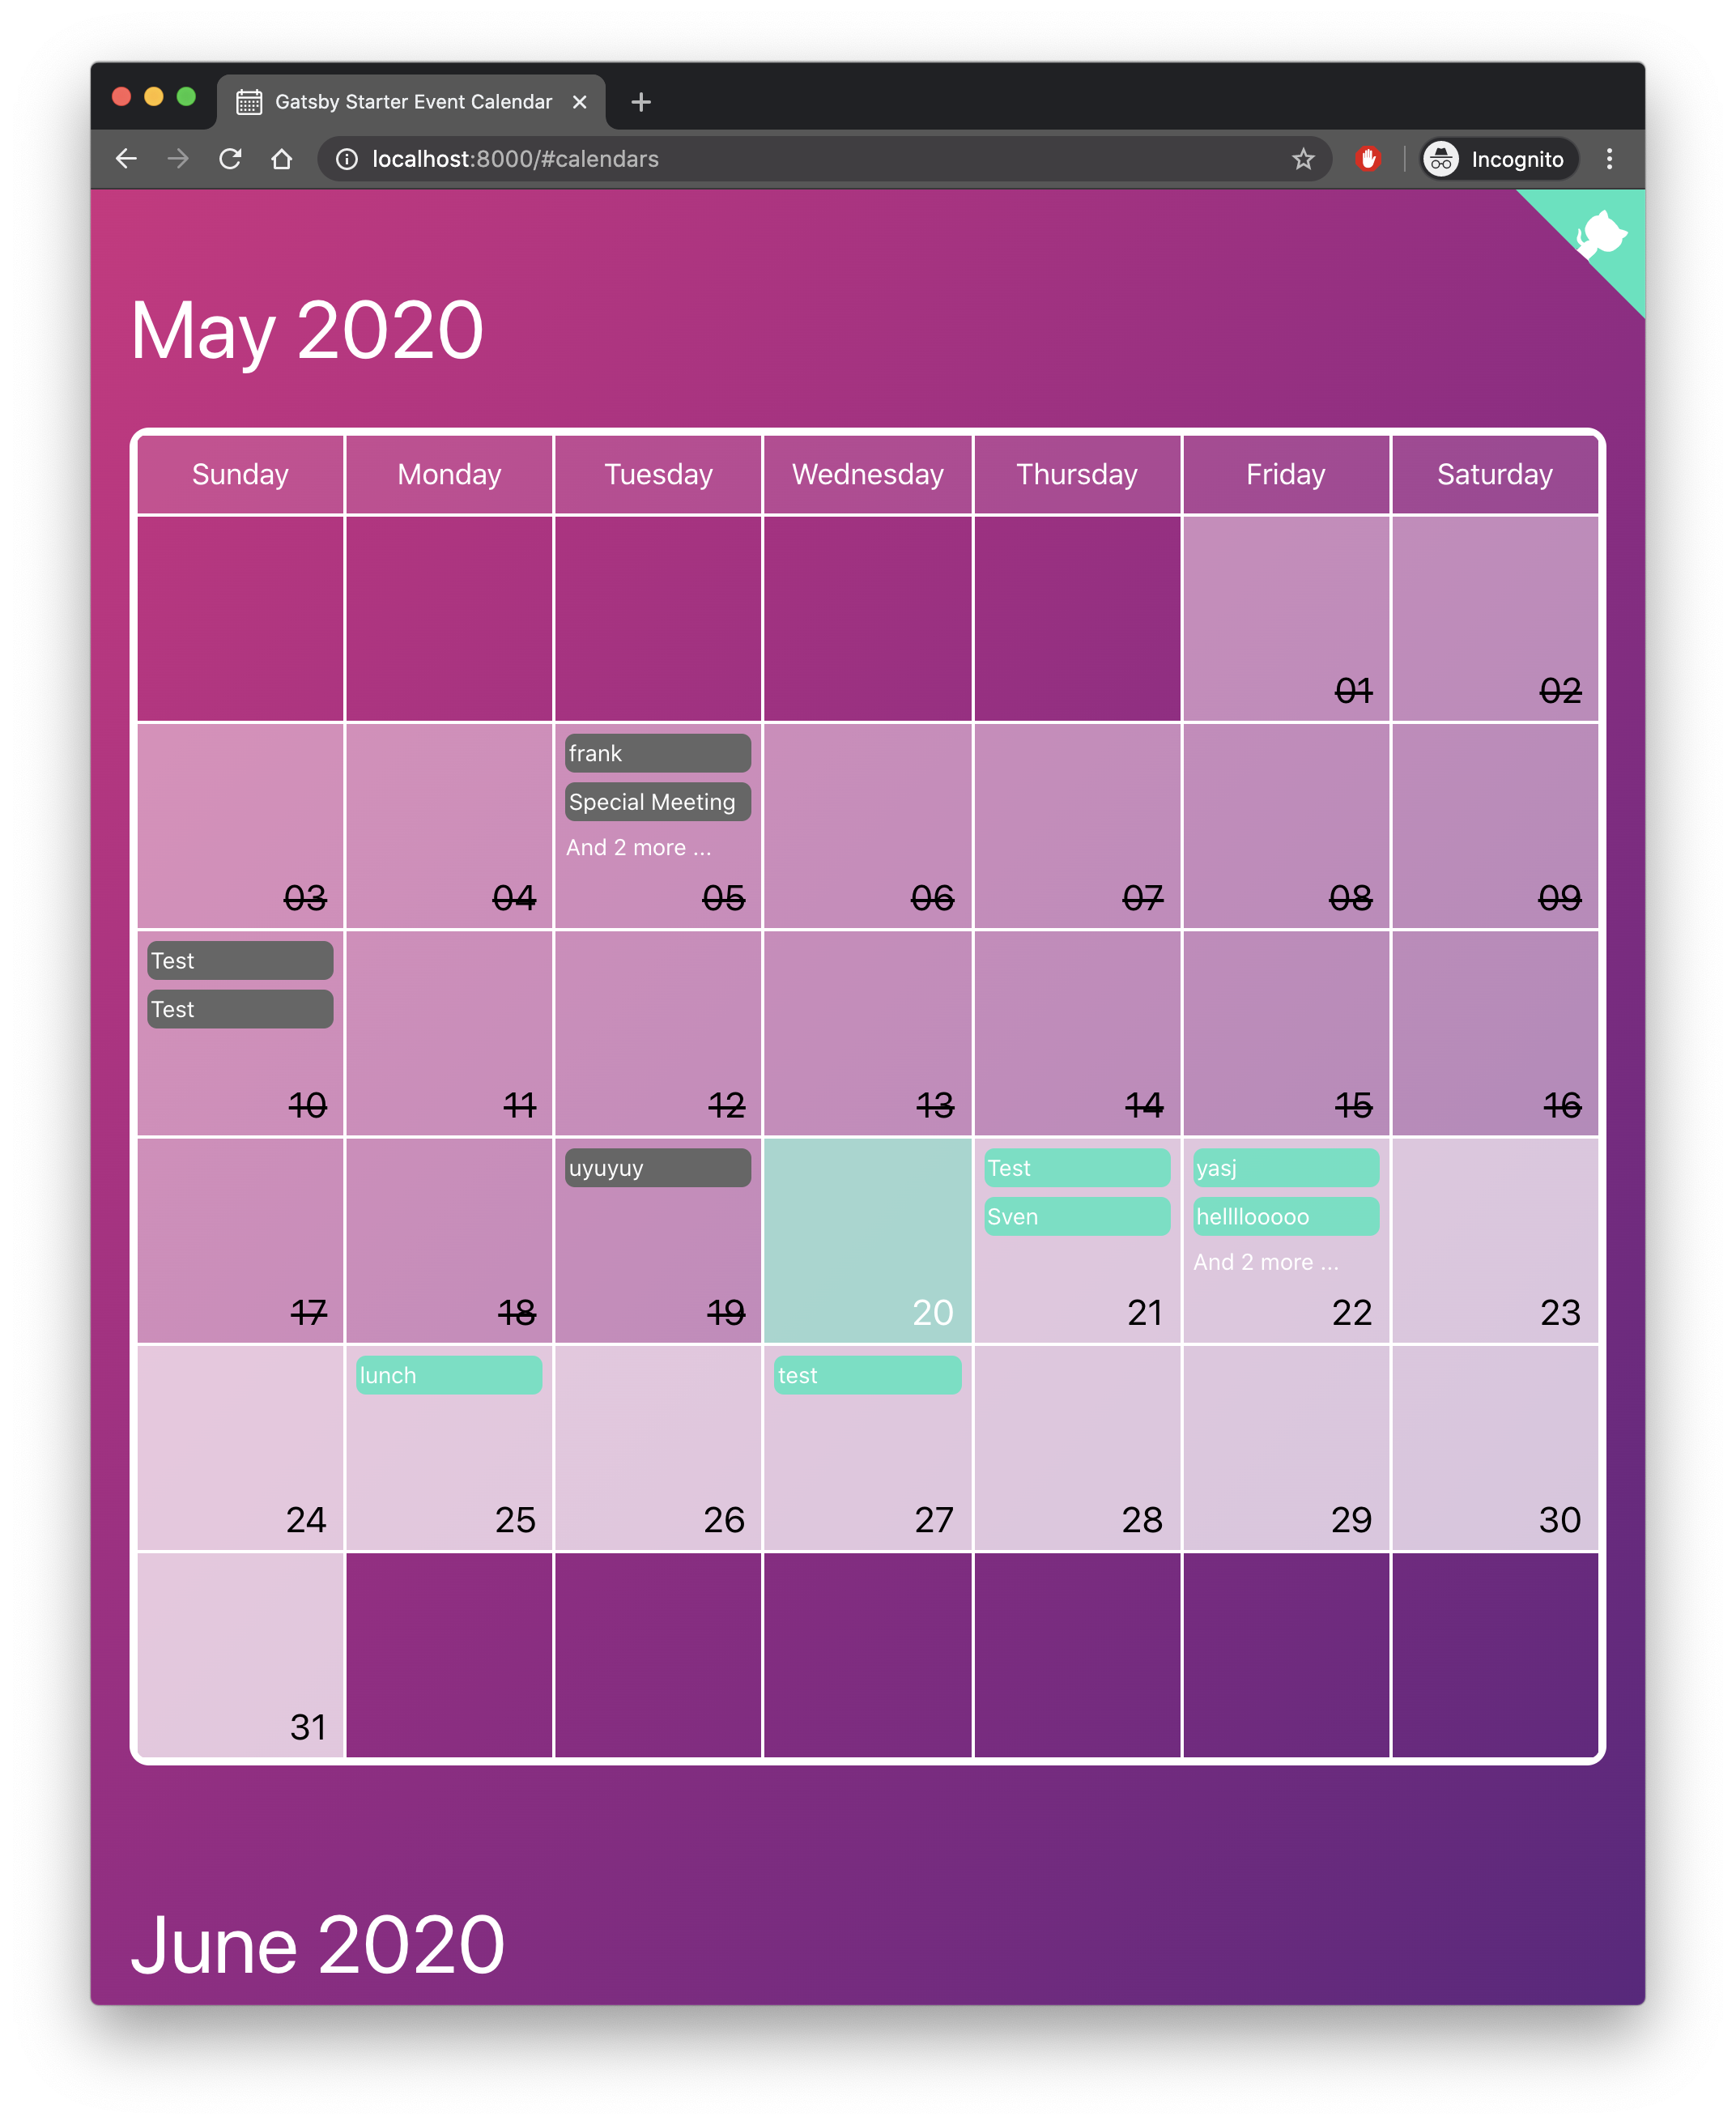 Gatsby Starter Event Calendar
localhost:8000/#calendars
Incognito
May 2020
Sunday Monday Tuesday Wednesday Thursday Friday Saturday
01 02
frank
Special Meeting
And 2 more ...
03 04 05 06 07 08 09
Test
Test
10 11 12 13 14 15 16
uyuyuy Test yasj
Sven hellllooooo
And 2 more ...
17 18 19 20 21 22 23
lunch test
24 25 26 27 28 29 30
31
June 2020